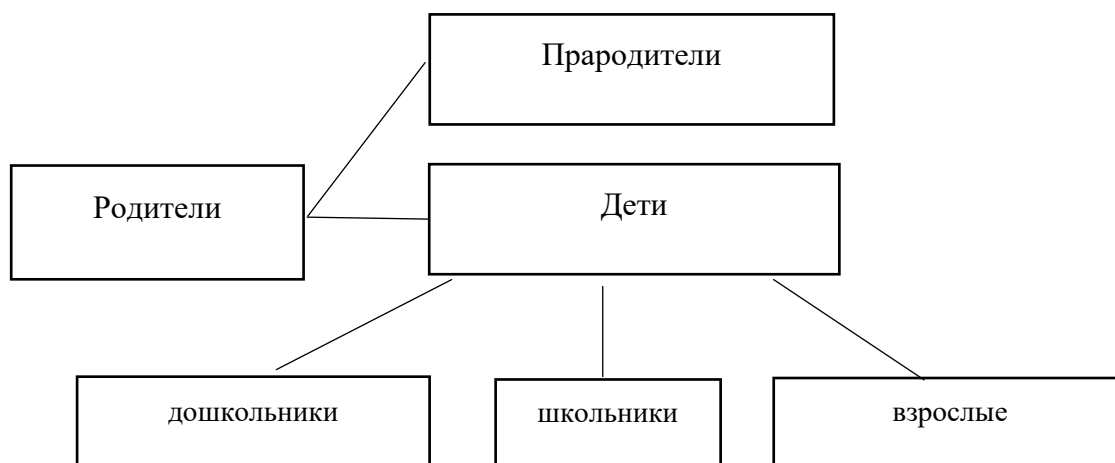 Прародители
Родители
Дети
дошкольники
школьники
взрослые